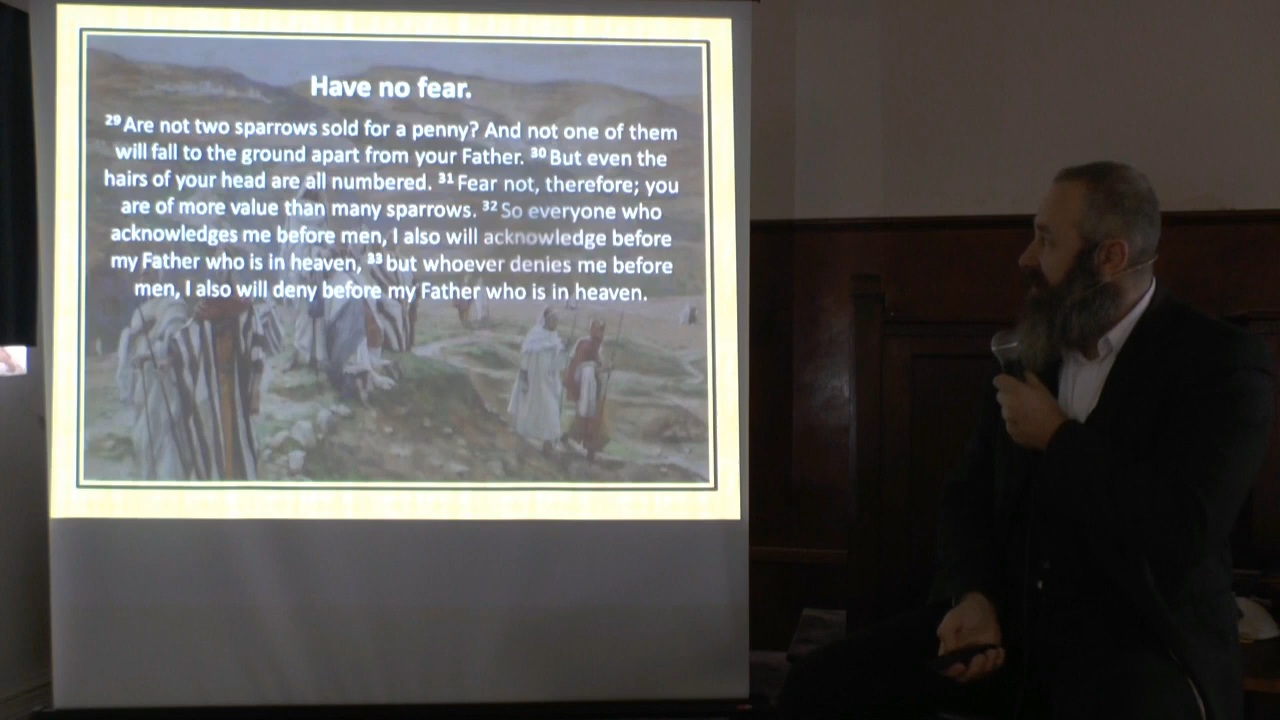 Have no fear.
29 Are not two sparrows sold for a penny? And not one of them
will fall to the ground apart from your Father. 30 But even the
hairs of your head are all numbered. 31 Fear not, therefore; you
are of more value than many sparrows. 32 So everyone who
acknowledges me before men, I also will acknowledge before
my Father who is in heaven, 33 but whoever denies me before
men, I also will deny before my Father who is in heaven.